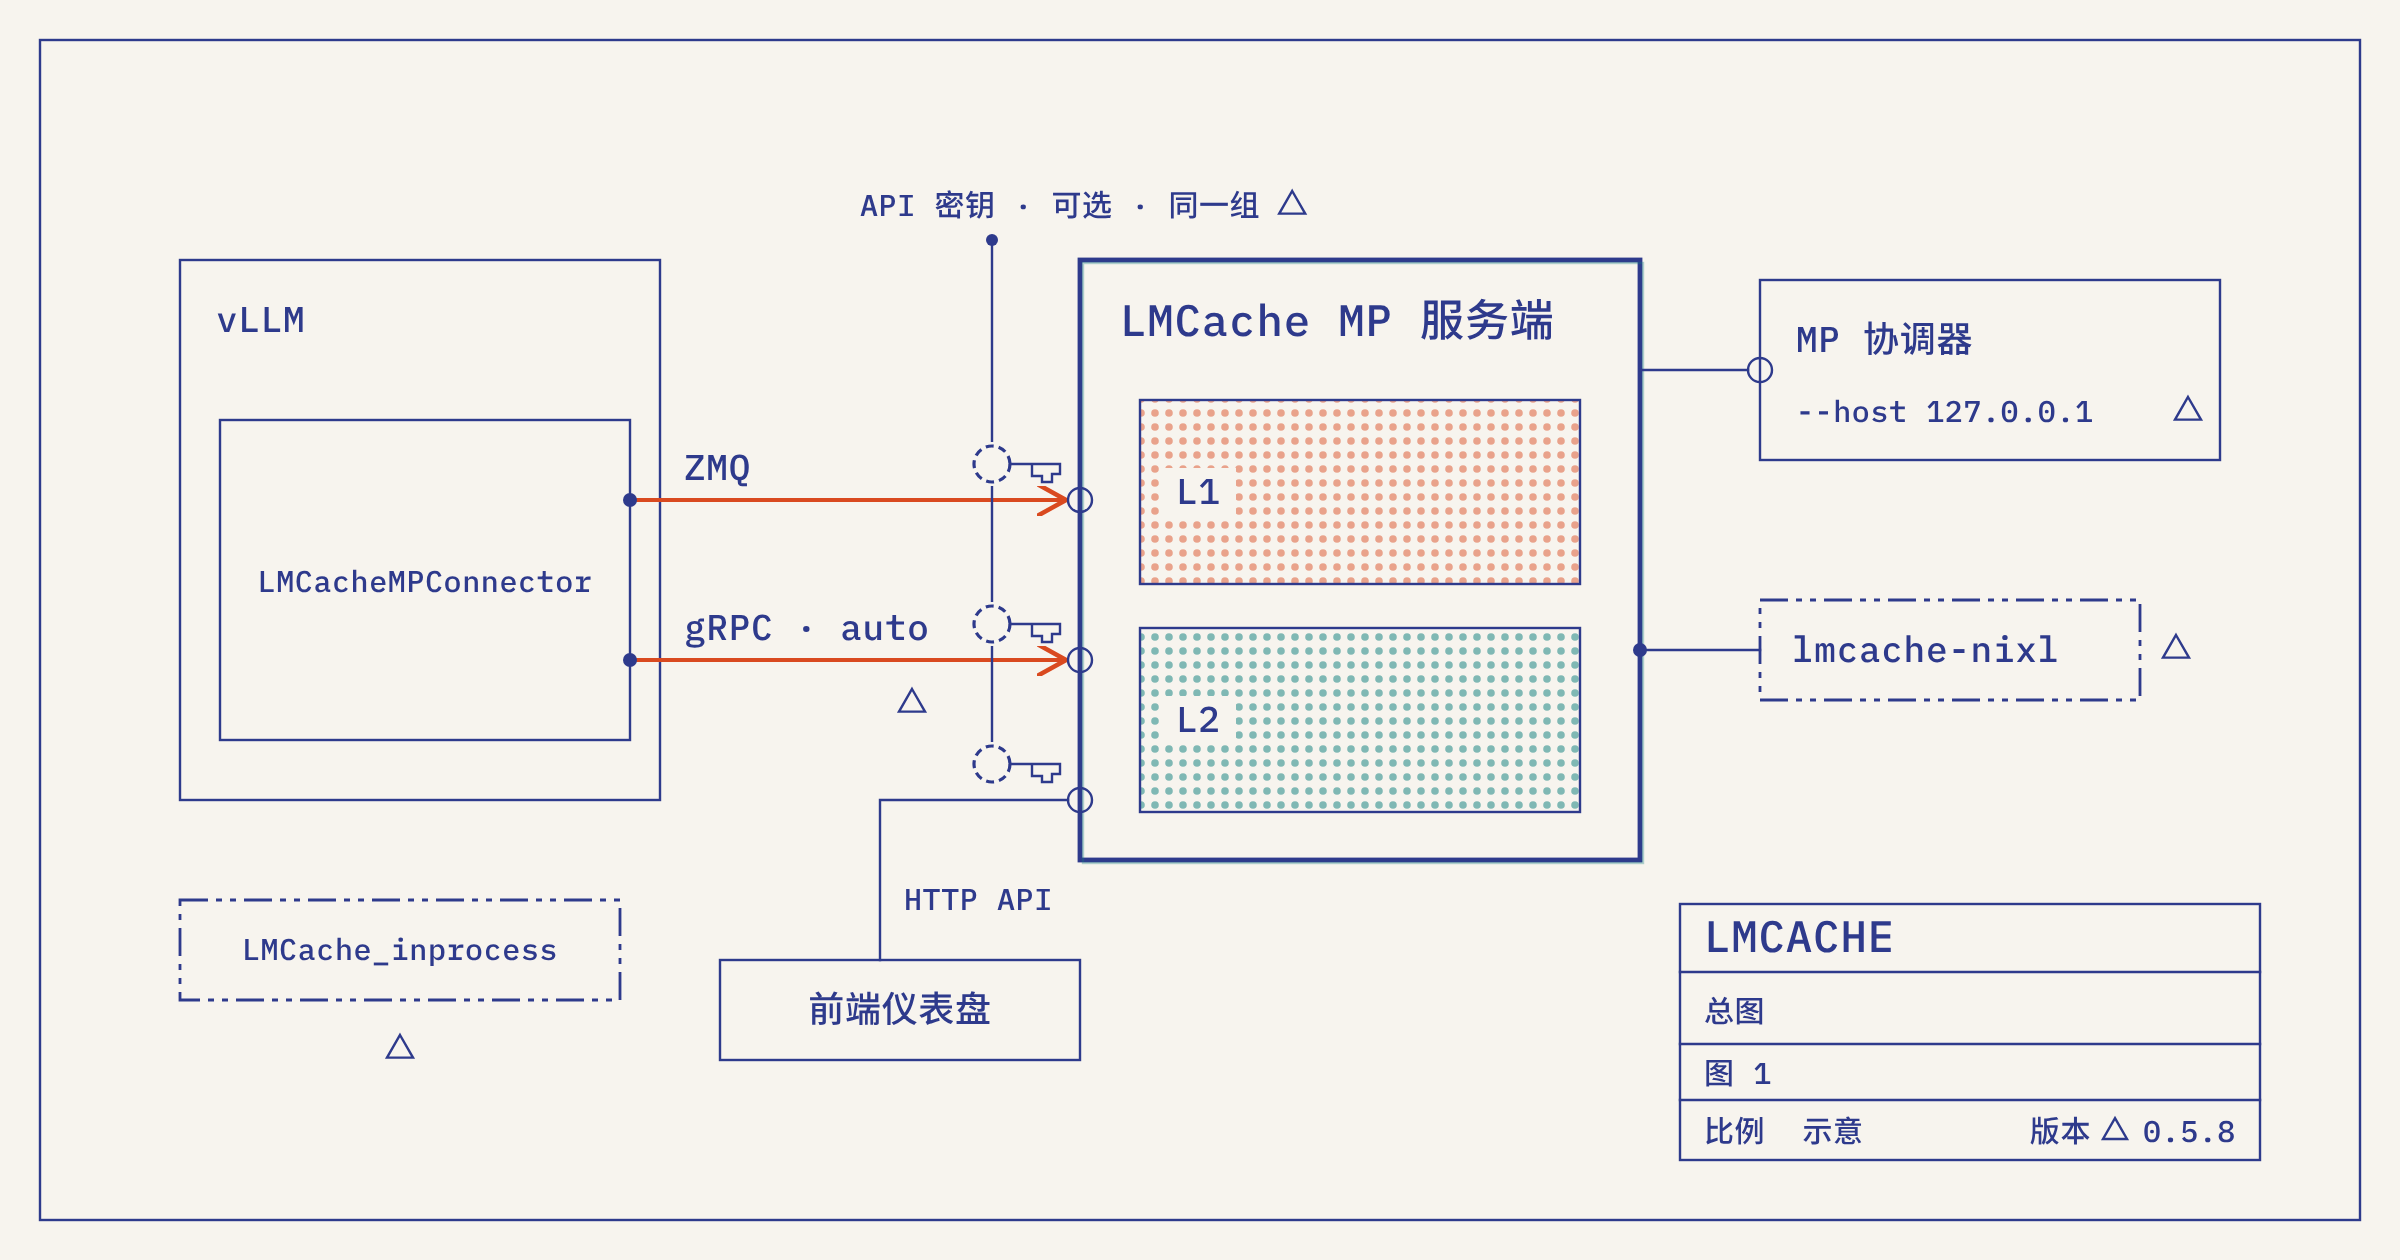 API 密钥 · 可选 · 同一组
vLLM
LMCacheMPConnector
ZMQ
gRPC · auto
LMCache MP 服务端
L1
L2
MP 协调器
--host 127.0.0.1
lmcache-nixl
HTTP API
LMCache_inprocess
前端仪表盘
LMCACHE
总图
图 1
比例 示意 版本 △ 0.5.8